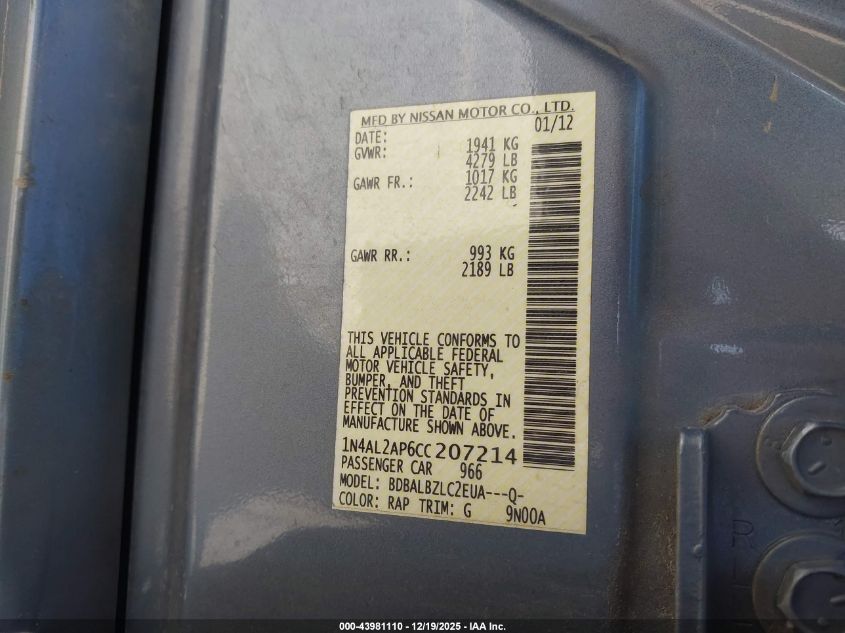 MFD BY NISSAN MOTOR CO., LTD.
DATE: 01/12
GVWR: 1941 KG
4279 LB
GAWR FR.: 1017 KG
2242 LB
GAWR RR.: 993 KG
2189 LB
THIS VEHICLE CONFORMS TO
ALL APPLICABLE FEDERAL
MOTOR VEHICLE SAFETY,
BUMPER, AND THEFT
PREVENTION STANDARDS IN
EFFECT ON THE DATE OF
MANUFACTURE SHOWN ABOVE.
1N4AL2AP6CC207214
PASSENGER CAR 966
MODEL: BDBALBZLC2EUA---Q-
COLOR: RAP TRIM: G 9N00A
000-43981110 - 12/19/2025 - IAA Inc.